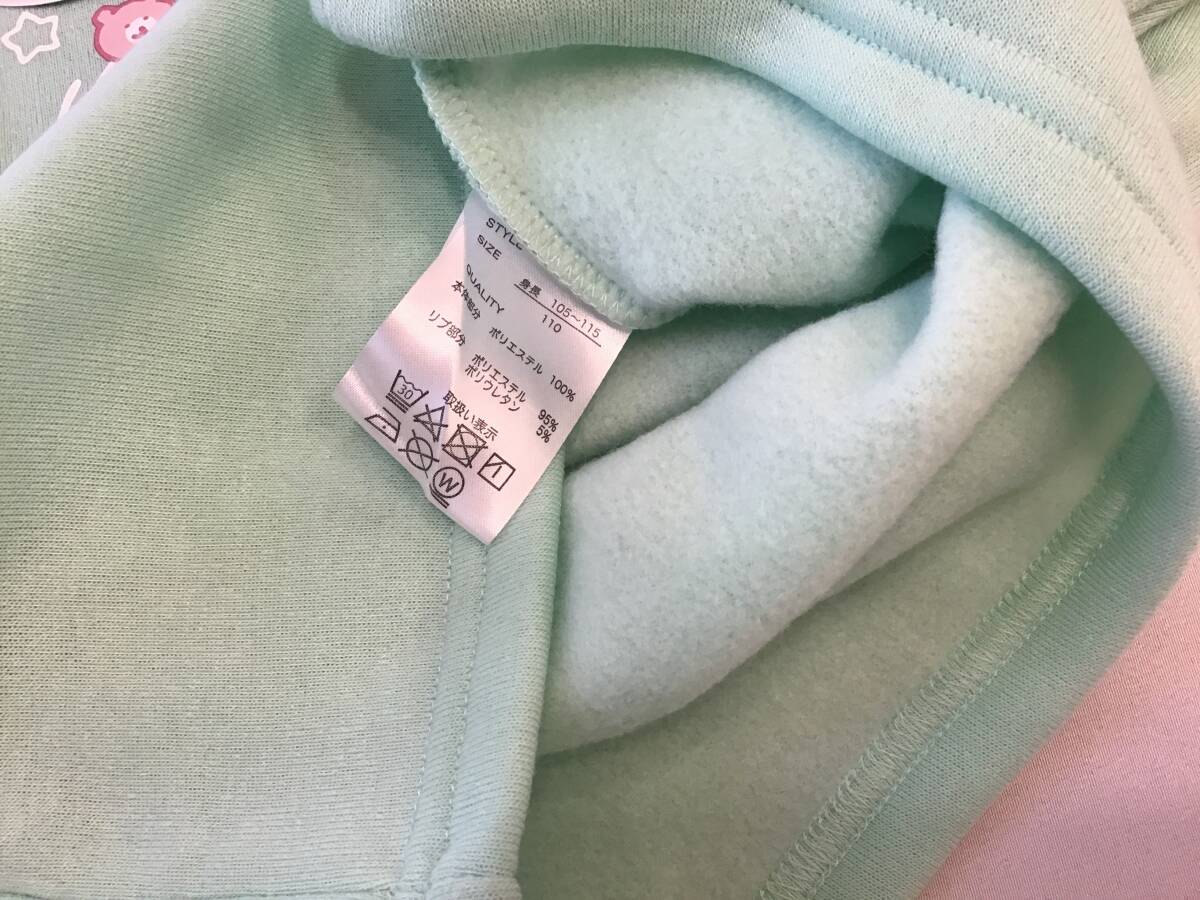 STYLE
SIZE 110
身長 105～115
QUALITY
本体部分 ポリエステル 100%
リブ部分 ポリエステル 95%
ポリウレタン 5%
取扱い表示
30
W